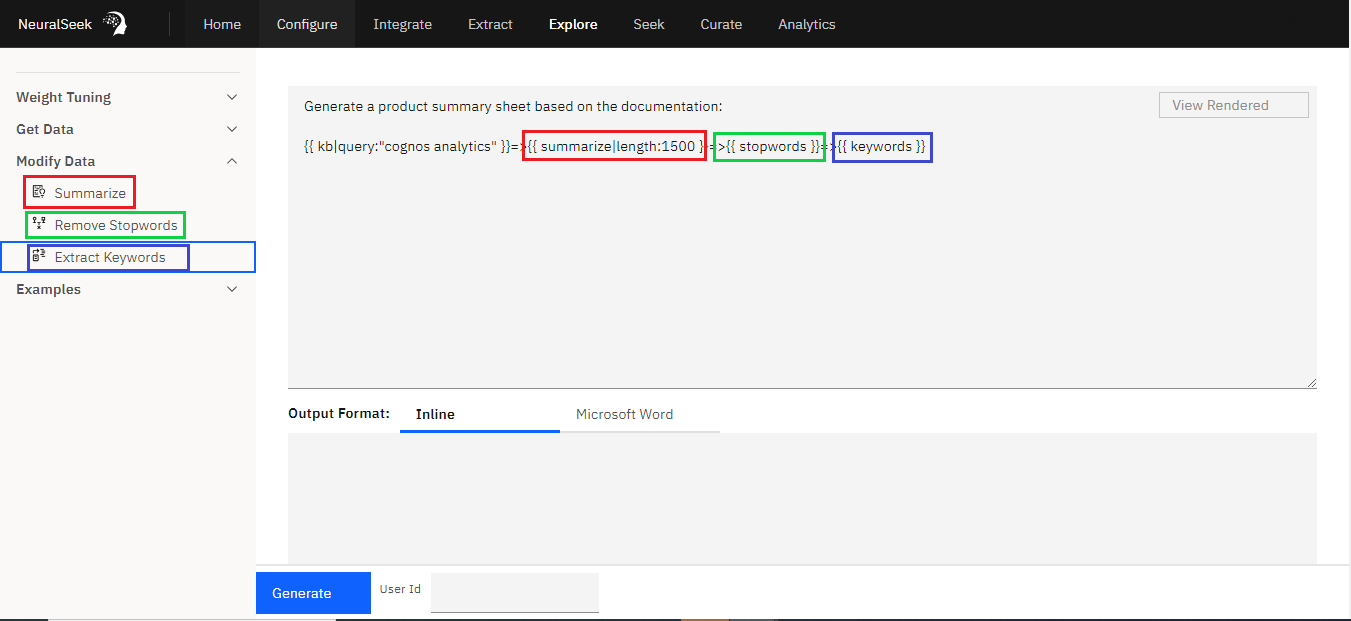 NeuralSeek Home Configure Integrate Extract Explore Seek Curate Analytics
Weight Tuning
Get Data
Modify Data
Summarize
Remove Stopwords
Extract Keywords
Examples
Generate a product summary sheet based on the documentation:
View Rendered
{{ kb|query:"cognos analytics" }}=>{{ summarize|length:1500 }}=>{{ stopwords }}=>{{ keywords }}
Output Format: Inline Microsoft Word
Generate User Id